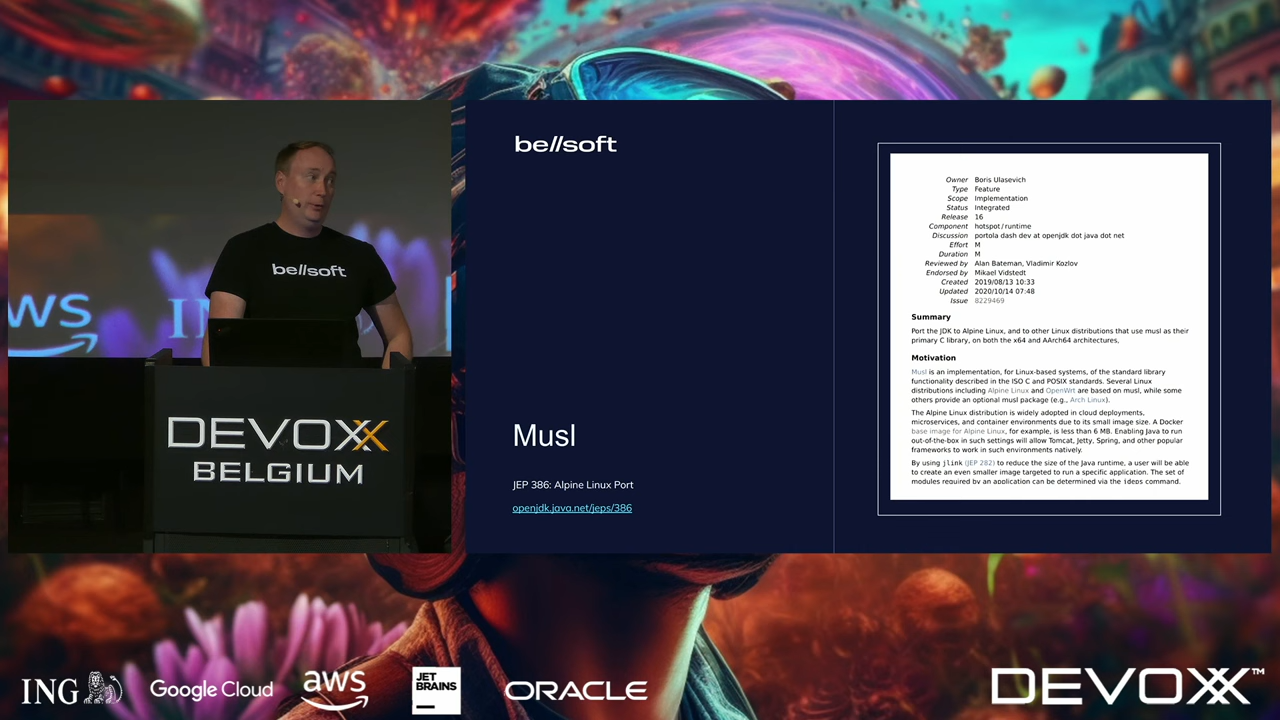 aws
IN
bellsoft
DEVOXX
BELGIUM
bellsoft
Musl
JEP 386: Alpine Linux Port
openjdk.java.net/jeps/386
Owner Boris Ulasevich
Type Feature
Scope Implementation
Status Integrated
Release 16
Component hotspot/runtime
Discussion portola dash dev at openjdk dot java dot net
Effort M
Duration M
Reviewed by Alan Bateman, Vladimir Kozlov
Endorsed by Mikael Vidstedt
Created 2019/08/13 10:33
Updated 2020/10/14 07:48
Issue 8229469
Summary
Port the JDK to Alpine Linux, and to other Linux distributions that use musl as their
primary C library, on both the x64 and AArch64 architectures,
Motivation
Musl is an implementation, for Linux-based systems, of the standard library
functionality described in the ISO C and POSIX standards. Several Linux
distributions including Alpine Linux and OpenWrt are based on musl, while some
others provide an optional musl package (e.g., Arch Linux).
The Alpine Linux distribution is widely adopted in cloud deployments,
microservices, and container environments due to its small image size. A Docker
base image for Alpine Linux, for example, is less than 6 MB. Enabling Java to run
out-of-the-box in such settings will allow Tomcat, Jetty, Spring, and other popular
frameworks to work in such environments natively.
By using jlink (JEP 282) to reduce the size of the Java runtime, a user will be able
to create an even smaller image targeted to run a specific application. The set of
modules required by an application can be determined via the jdeps command.
ING
Google Cloud
aws
JET
BRAINS
ORACLE
DEVOXX™